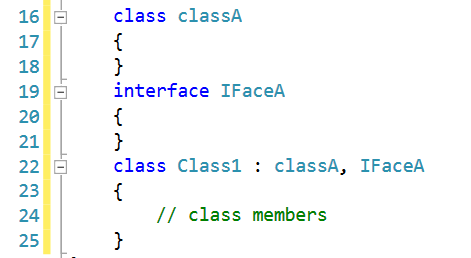 16 class classA
17 {
18 }
19 interface IFaceA
20 {
21 }
22 class Class1 : classA, IFaceA
23 {
24 // class members
25 }